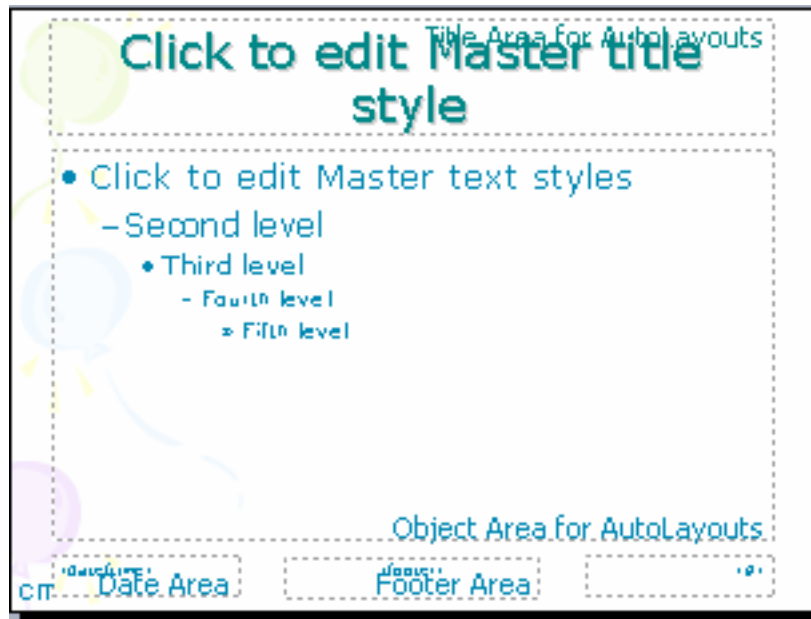 Title Area for AutoLayouts
Click to edit Master title
style
• Click to edit Master text styles
– Second level
• Third level
– Fourth level
» Fifth level
Object Area for AutoLayouts
Date Area
Footer Area